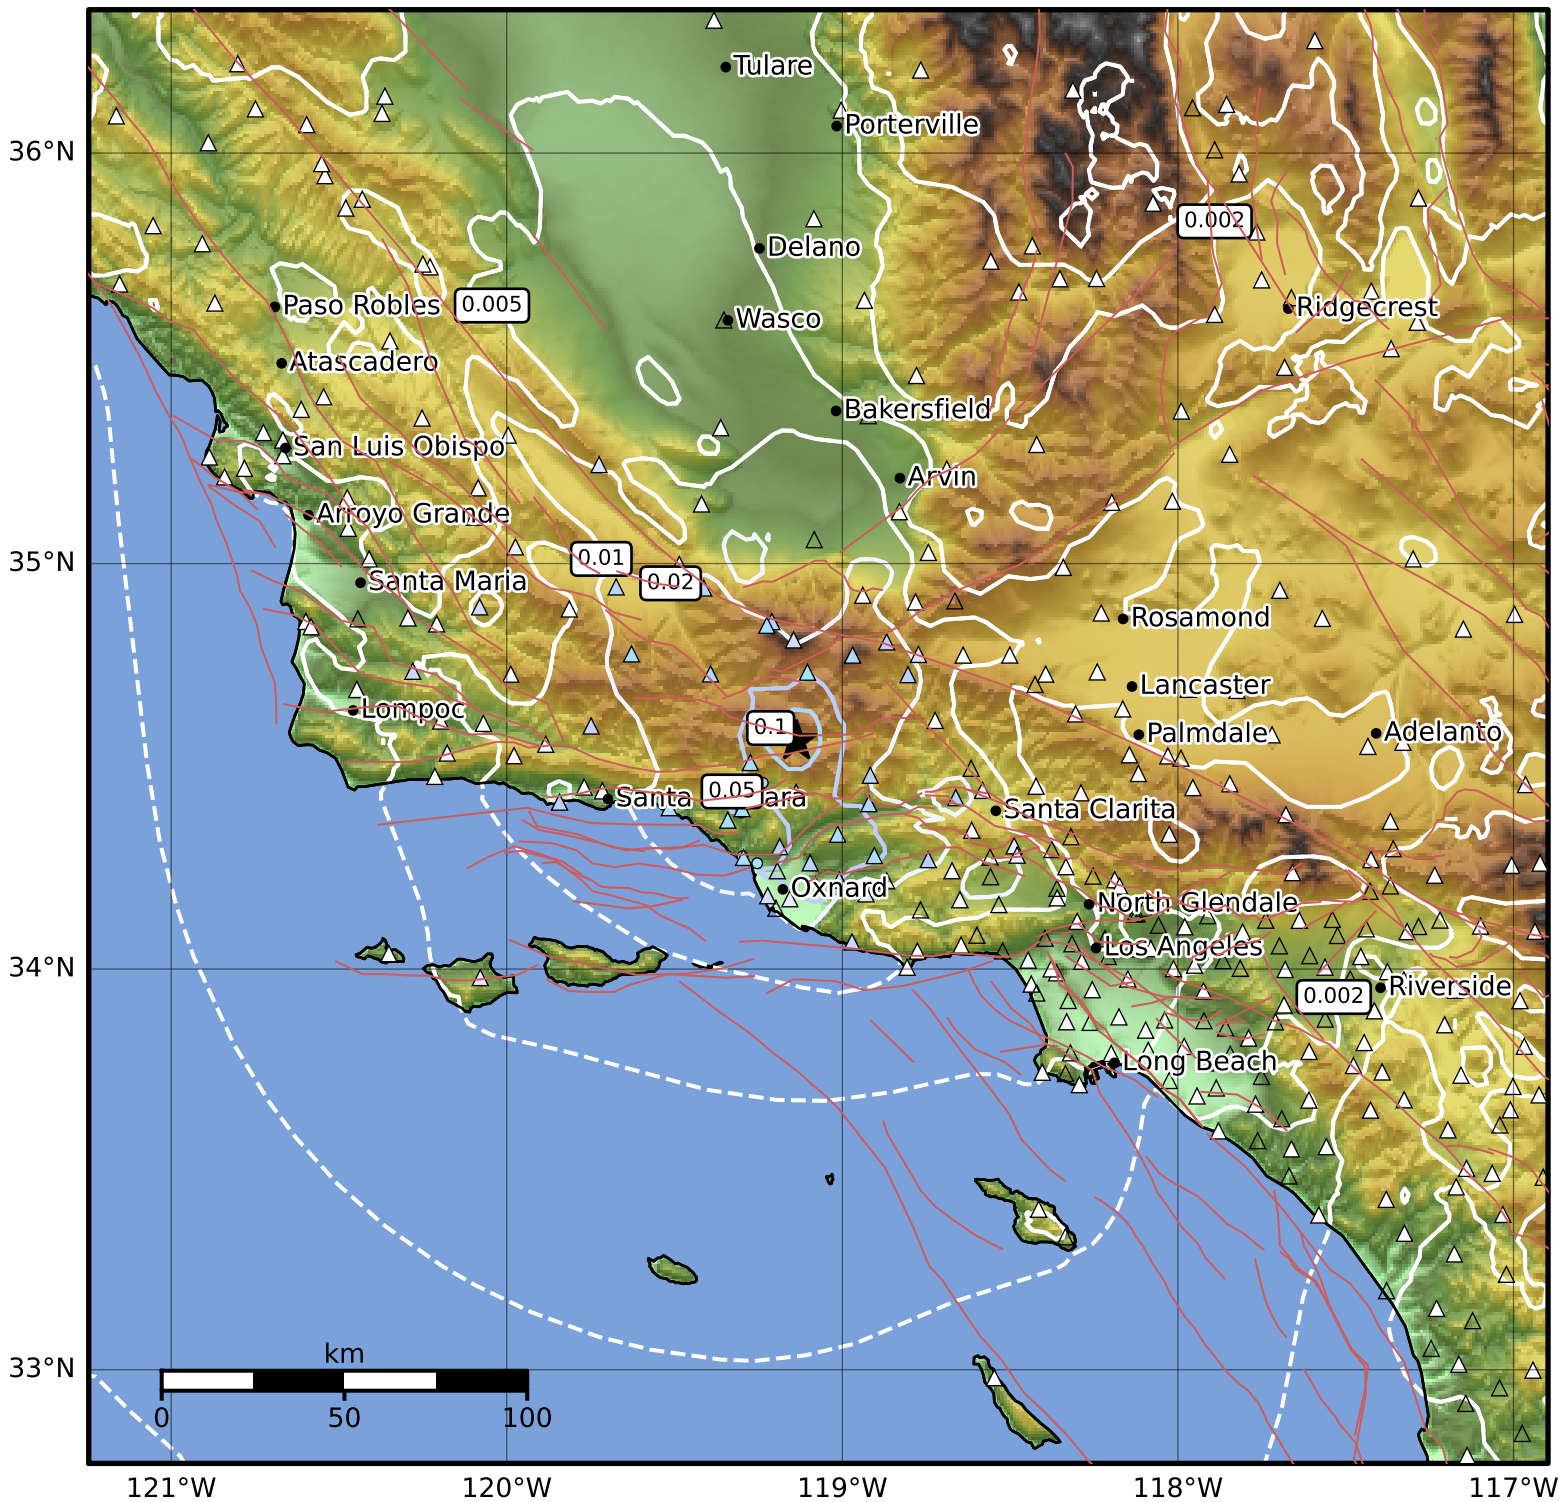 Tulare
Porterville
36°N
0.002
Delano
Paso Robles
0.005
Ridgecrest
Wasco
Atascadero
Bakersfield
San Luis Obispo
Arvin
Arroyo Grande
35°N
0.01
0.02
Santa Maria
Rosamond
Lancaster
Lompoc
0.1
Palmdale
Adelanto
Santa
0.05
ara
Santa Clarita
Oxnard
North Glendale
Los Angeles
34°N
Riverside
0.002
Long Beach
33°N
km
0
50
100
121°W
120°W
119°W
118°W
117°W